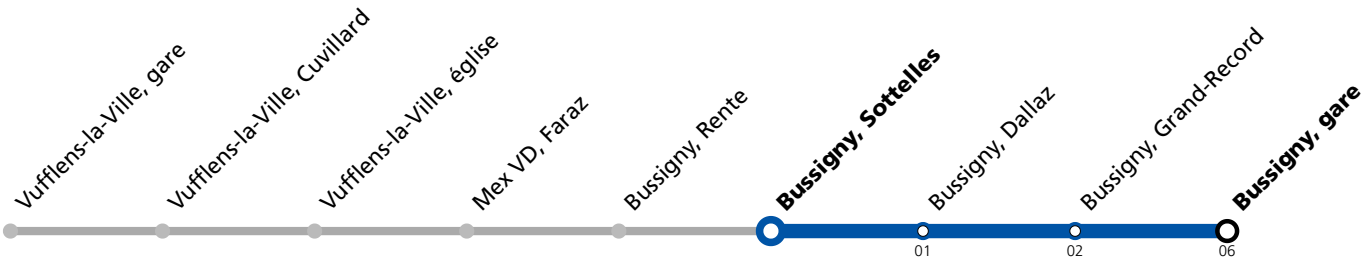 Vufflens-la-Ville, gare
Vufflens-la-Ville, Cuvillard
Vufflens-la-Ville, église
Mex VD, Faraz
Bussigny, Rente
Bussigny, Sottelles
Bussigny, Dallaz
Bussigny, Grand-Record
Bussigny, gare
01
02
06